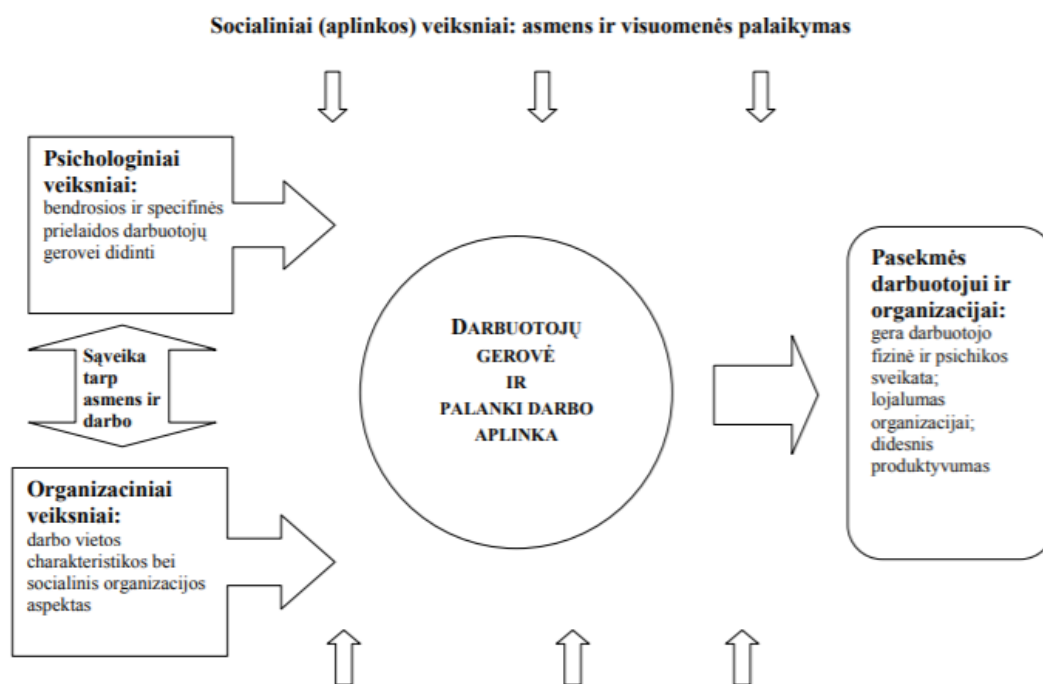 Socialiniai (aplinkos) veiksniai: asmens ir visuomenės palaikymas
Psichologiniai
veiksniai:
bendrosios ir specifinės
prielaidos darbuotojų
gerovei didinti
Sąveika
tarp
asmens ir
darbo
Organizaciniai
veiksniai:
darbo vietos
charakteristikos bei
socialinis organizacijos
aspektas
DARBUOTOJŲ
GEROVĖ
IR
PALANKI DARBO
APLINKA
Pasekmės
darbuotojui ir
organizacijai:
gera darbuotojo
fizinė ir psichikos
sveikata;
lojalumas
organizacijai;
didesnis
produktyvumas